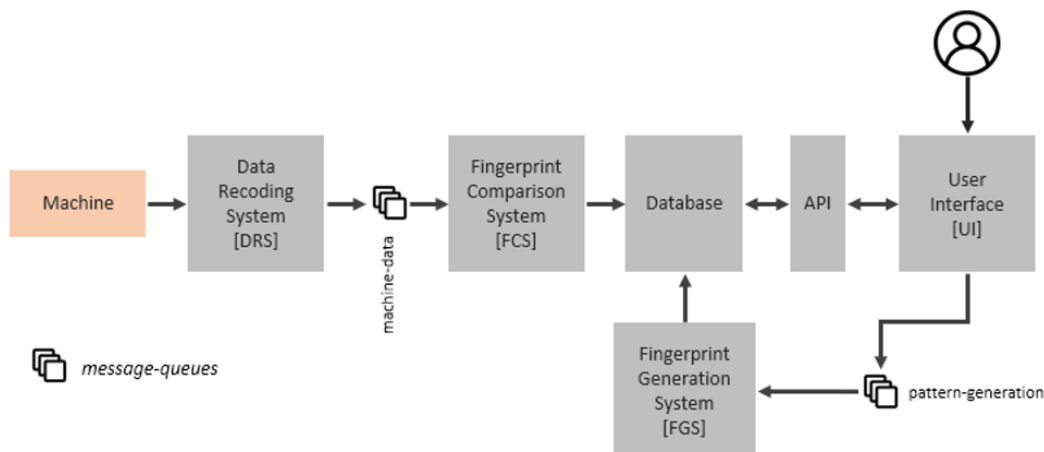 Machine
Data
Recoding
System
[DRS]
machine-data
Fingerprint
Comparison
System
[FCS]
Database
API
User
Interface
[UI]
message-queues
Fingerprint
Generation
System
[FGS]
pattern-generation